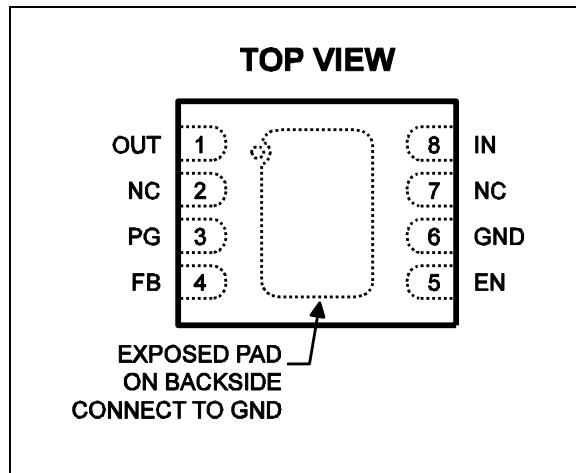 TOP VIEW
OUT 1 8 IN
NC 2 7 NC
PG 3 6 GND
FB 4 5 EN
EXPOSED PAD
ON BACKSIDE
CONNECT TO GND